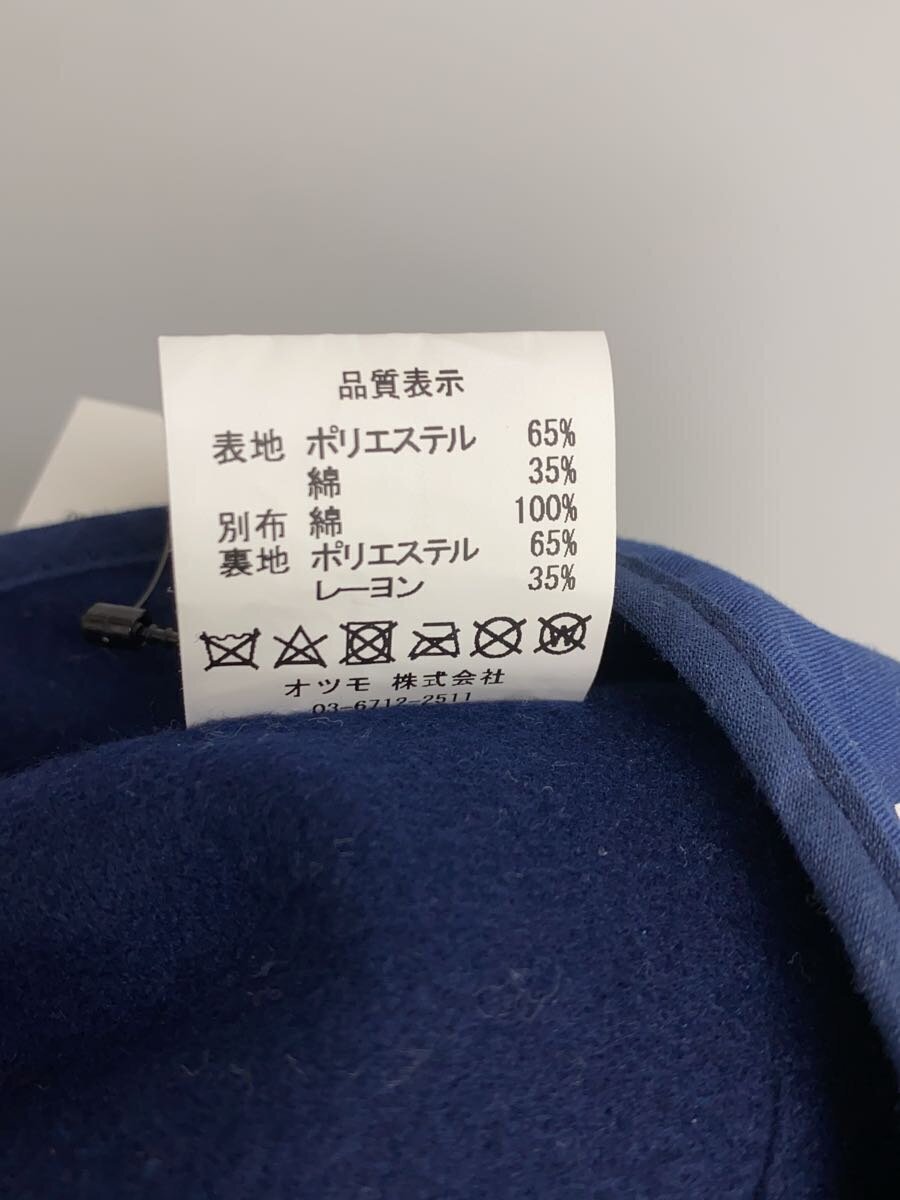 品質表示
表地 ポリエステル 65%
綿 35%
別布 綿 100%
裏地 ポリエステル 65%
レーヨン 35%
オツモ 株式会社
03-6712-2511